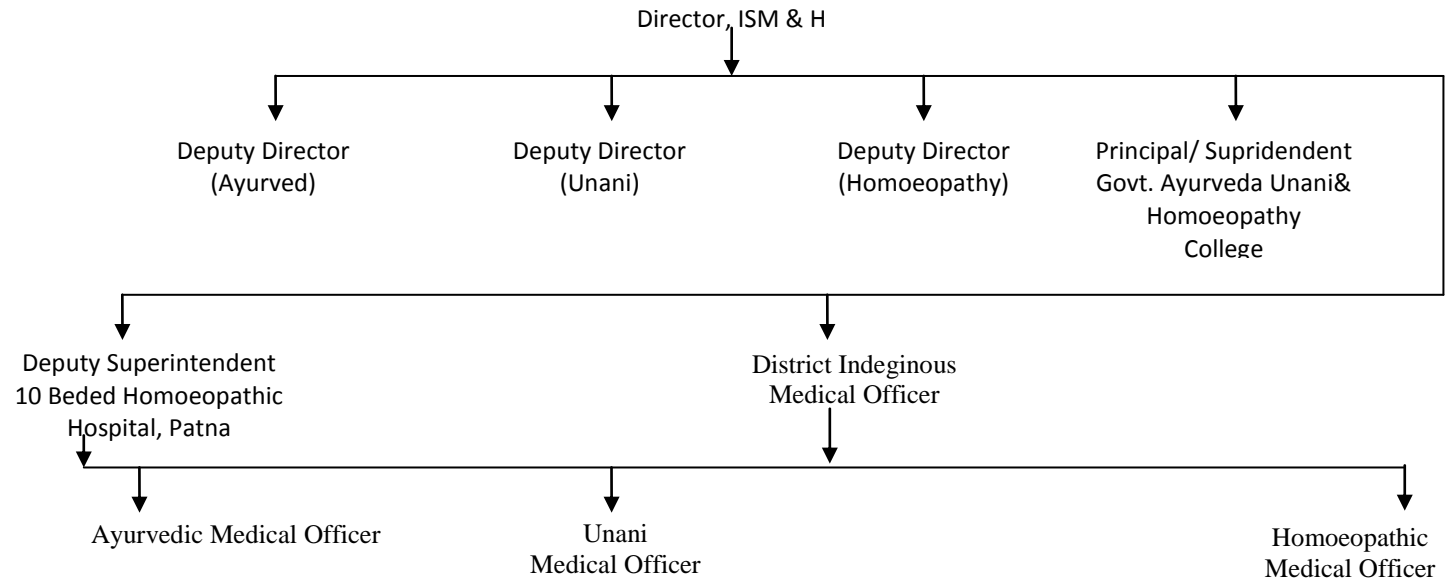 Director, ISM & H
Deputy Director
(Ayurved)
Deputy Director
(Unani)
Deputy Director
(Homoeopathy)
Principal/ Supridendent
Govt. Ayurveda Unani&
Homoeopathy
College
Deputy Superintendent
10 Beded Homoeopathic
Hospital, Patna
District Indeginous
Medical Officer
Ayurvedic Medical Officer
Unani
Medical Officer
Homoeopathic
Medical Officer